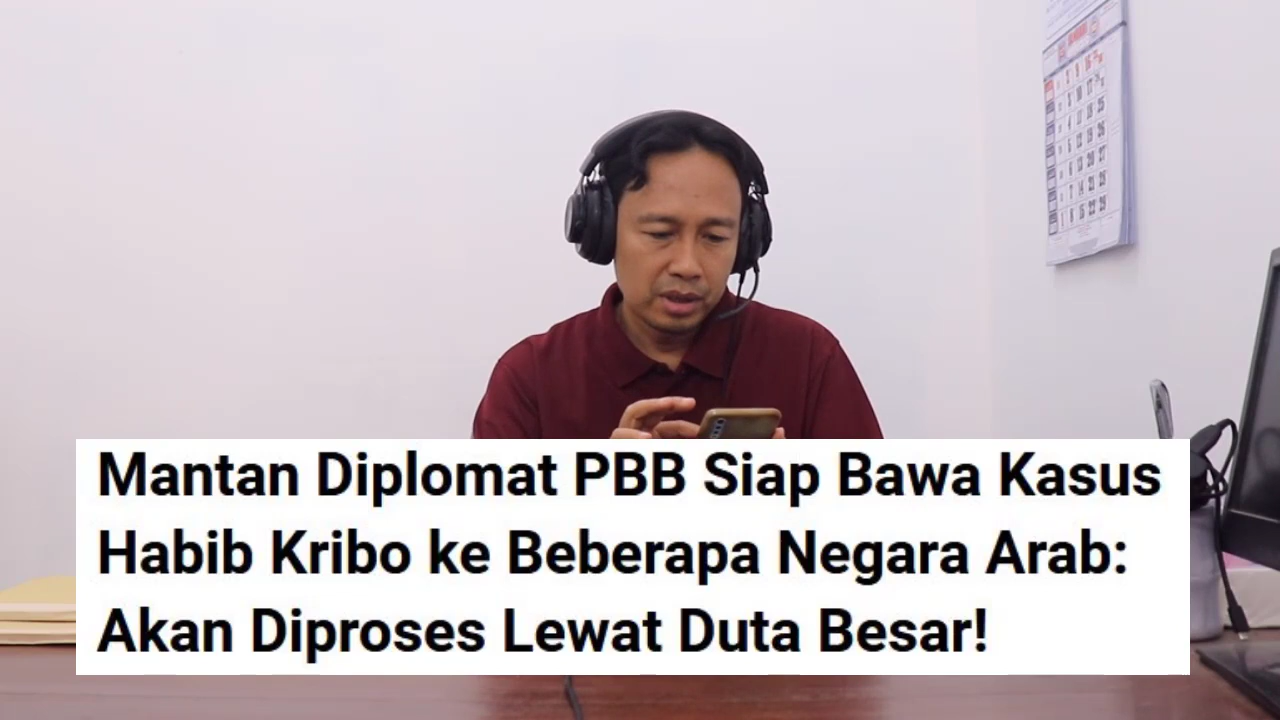 Mantan Diplomat PBB Siap Bawa Kasus
Habib Kribo ke Beberapa Negara Arab:
Akan Diproses Lewat Duta Besar!